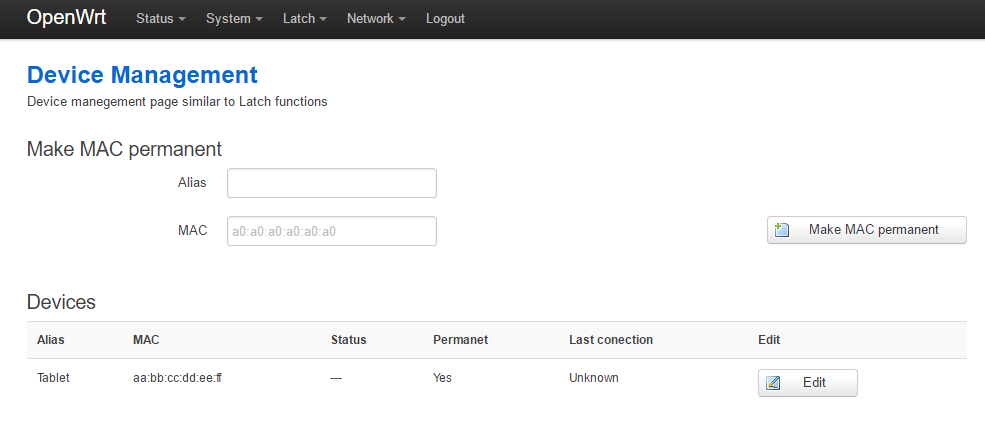 OpenWrt Status System Latch Network Logout
Device Management
Device manegement page similar to Latch functions
Make MAC permanent
Alias
MAC a0:a0:a0:a0:a0:a0 Make MAC permanent
Devices
Alias MAC Status Permanet Last conection Edit
Tablet aa:bb:cc:dd:ee:ff --- Yes Unknown Edit